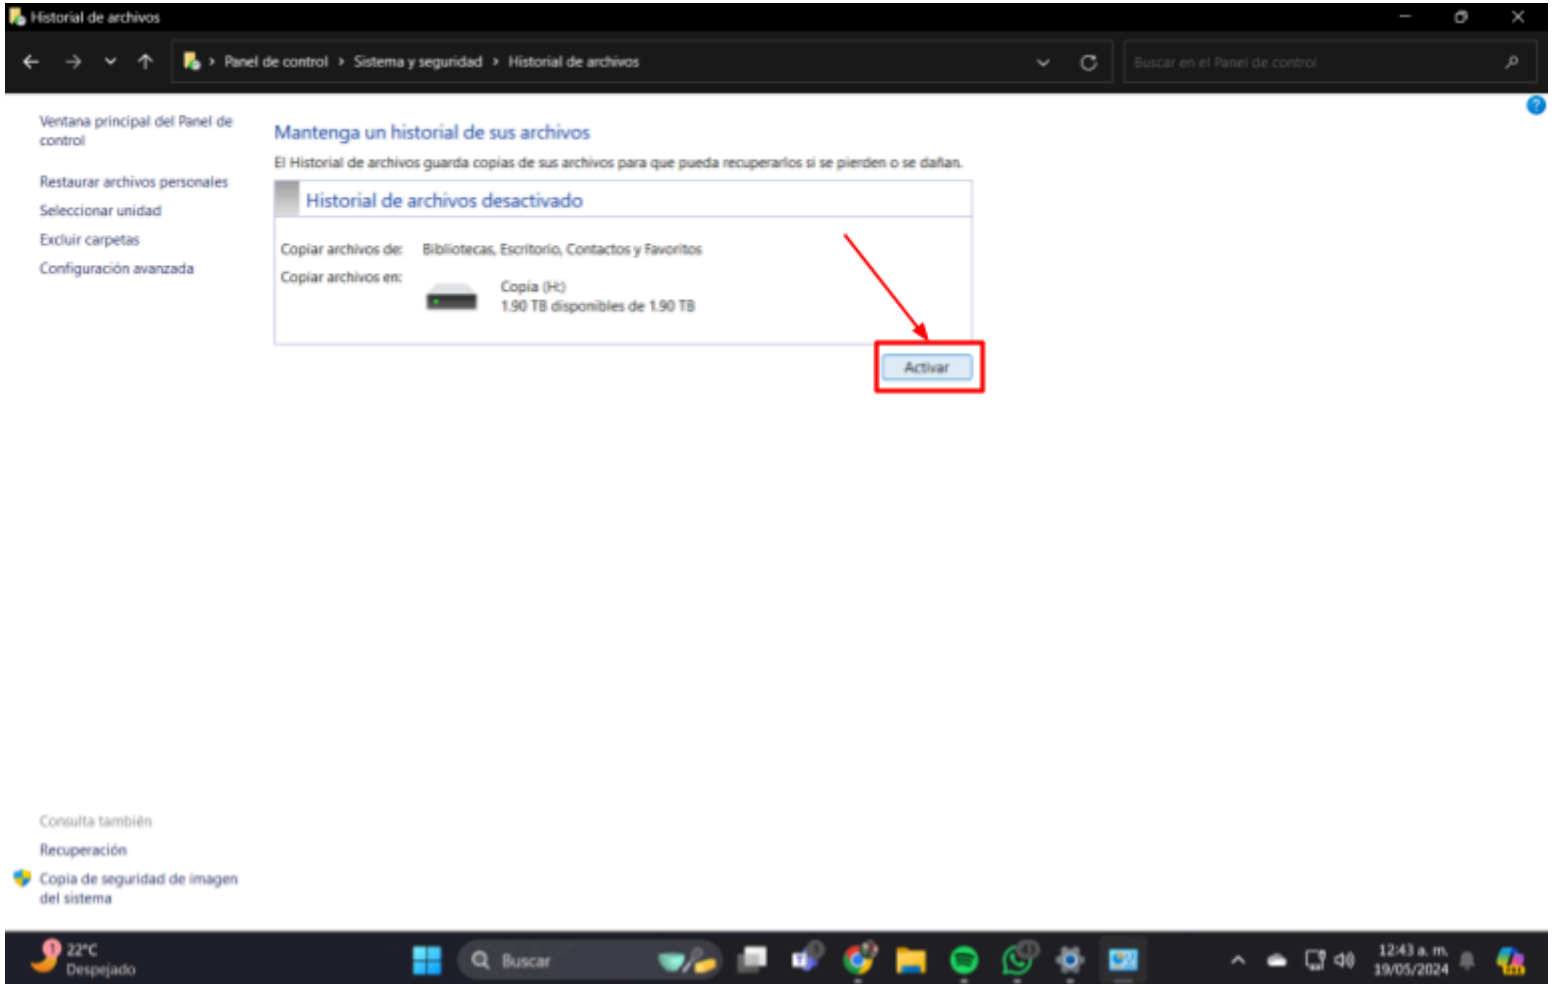 Historial de archivos
Panel de control > Sistema y seguridad > Historial de archivos
Buscar en el Panel de control
Ventana principal del Panel de
control
Restaurar archivos personales
Seleccionar unidad
Excluir carpetas
Configuración avanzada
Mantenga un historial de sus archivos
El Historial de archivos guarda copias de sus archivos para que pueda recuperarlos si se pierden o se dañan.
Historial de archivos desactivado
Copiar archivos de: Bibliotecas, Escritorio, Contactos y Favoritos
Copiar archivos en:
Copia (H:)
1.90 TB disponibles de 1.90 TB
Activar
Consulta también
Recuperación
Copia de seguridad de imagen
del sistema
1
22°C
Despejado
Buscar
12:43 a. m.
19/05/2024